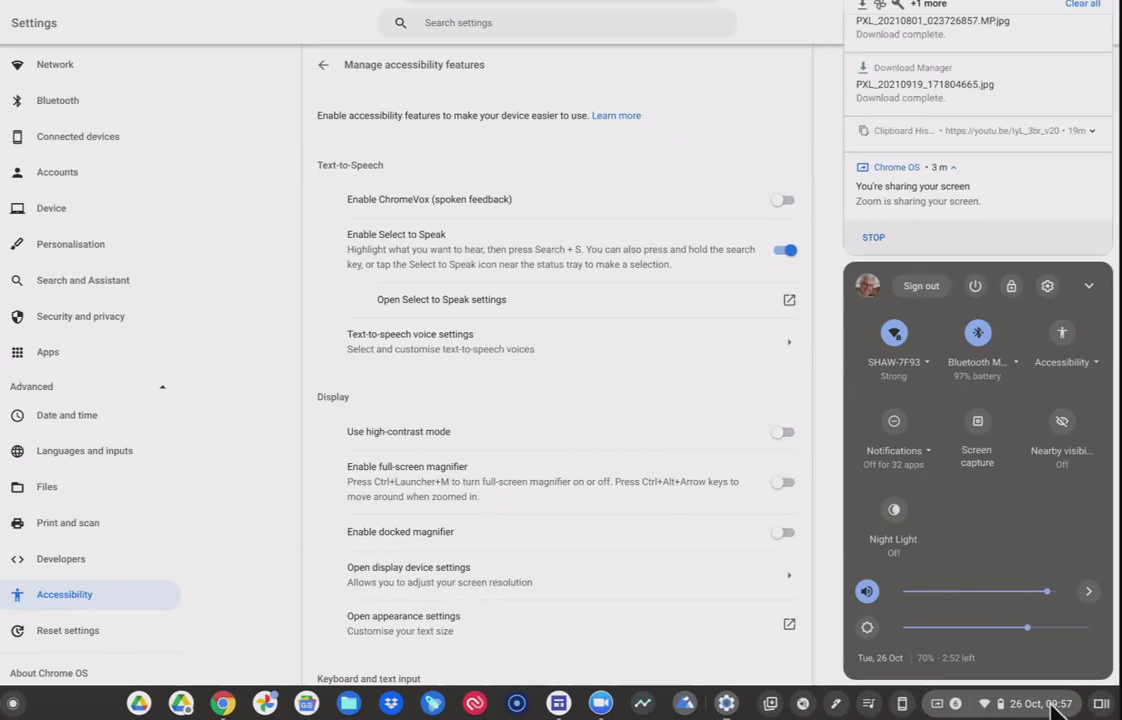 Settings
Search settings
Network
Bluetooth
Connected devices
Accounts
Device
Personalisation
Search and Assistant
Security and privacy
Apps
Advanced
Date and time
Languages and inputs
Files
Print and scan
Developers
Accessibility
Reset settings
About Chrome OS
Manage accessibility features
Enable accessibility features to make your device easier to use. Learn more
Text-to-Speech
Enable ChromeVox (spoken feedback)
Enable Select to Speak
Highlight what you want to hear, then press Search + S. You can also press and hold the search
key, or tap the Select to Speak icon near the status tray to make a selection.
Open Select to Speak settings
Text-to-speech voice settings
Select and customise text-to-speech voices
Display
Use high-contrast mode
Enable full-screen magnifier
Press Ctrl+Launcher+M to turn full-screen magnifier on or off. Press Ctrl+Alt+Arrow keys to
move around when zoomed in.
Enable docked magnifier
Open display device settings
Allows you to adjust your screen resolution
Open appearance settings
Customise your text size
Keyboard and text input
+1 more Clear all
PXL_20210801_023726857.MP.jpg
Download complete.
Download Manager
PXL_20210919_171804665.jpg
Download complete.
Clipboard His... • https://youtu.be/IyL_3br_v20 • 19m
Chrome OS • 3 m
You're sharing your screen
Zoom is sharing your screen.
STOP
Sign out
SHAW-7F93
Strong
Bluetooth M...
97% battery
Accessibility
Notifications
Off for 32 apps
Screen
capture
Nearby visibi...
Off
Night Light
Off
Tue, 26 Oct 70% - 2:52 left
6 26 Oct, 09:57